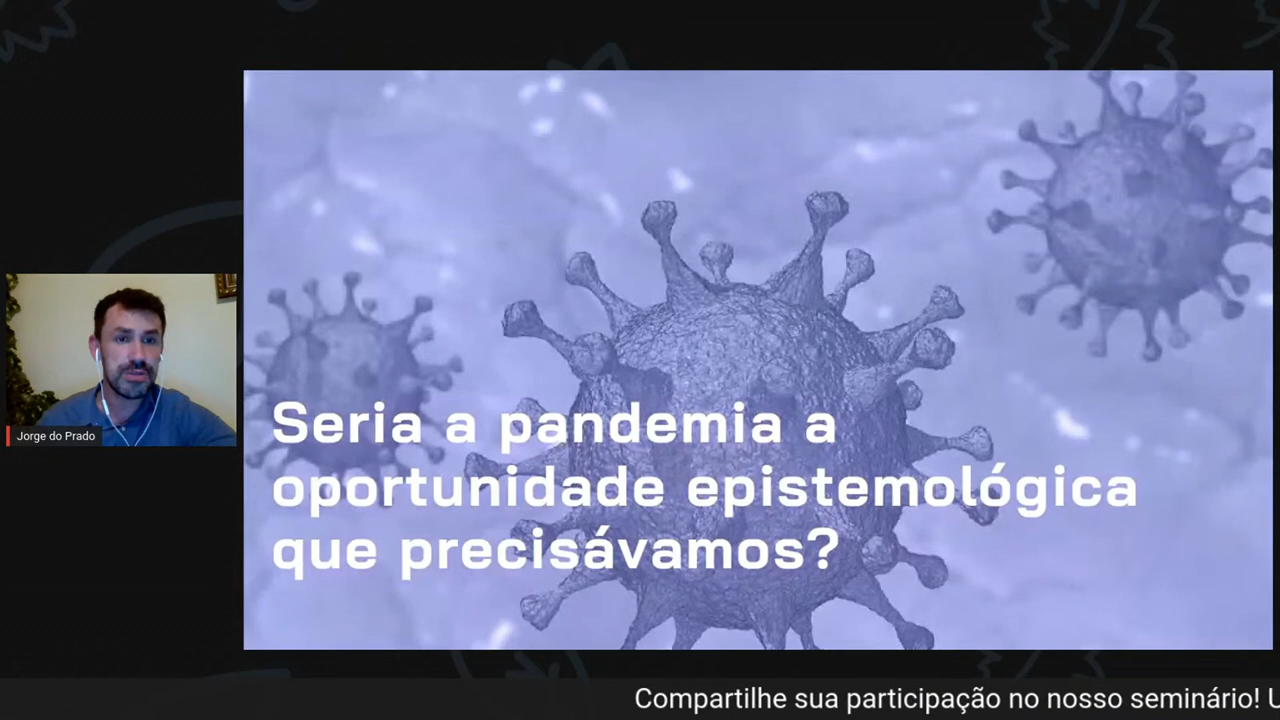 Seria a pandemia a
oportunidade epistemológica
que precisávamos?
Jorge do Prado
Compartilhe sua participação no nosso seminário!